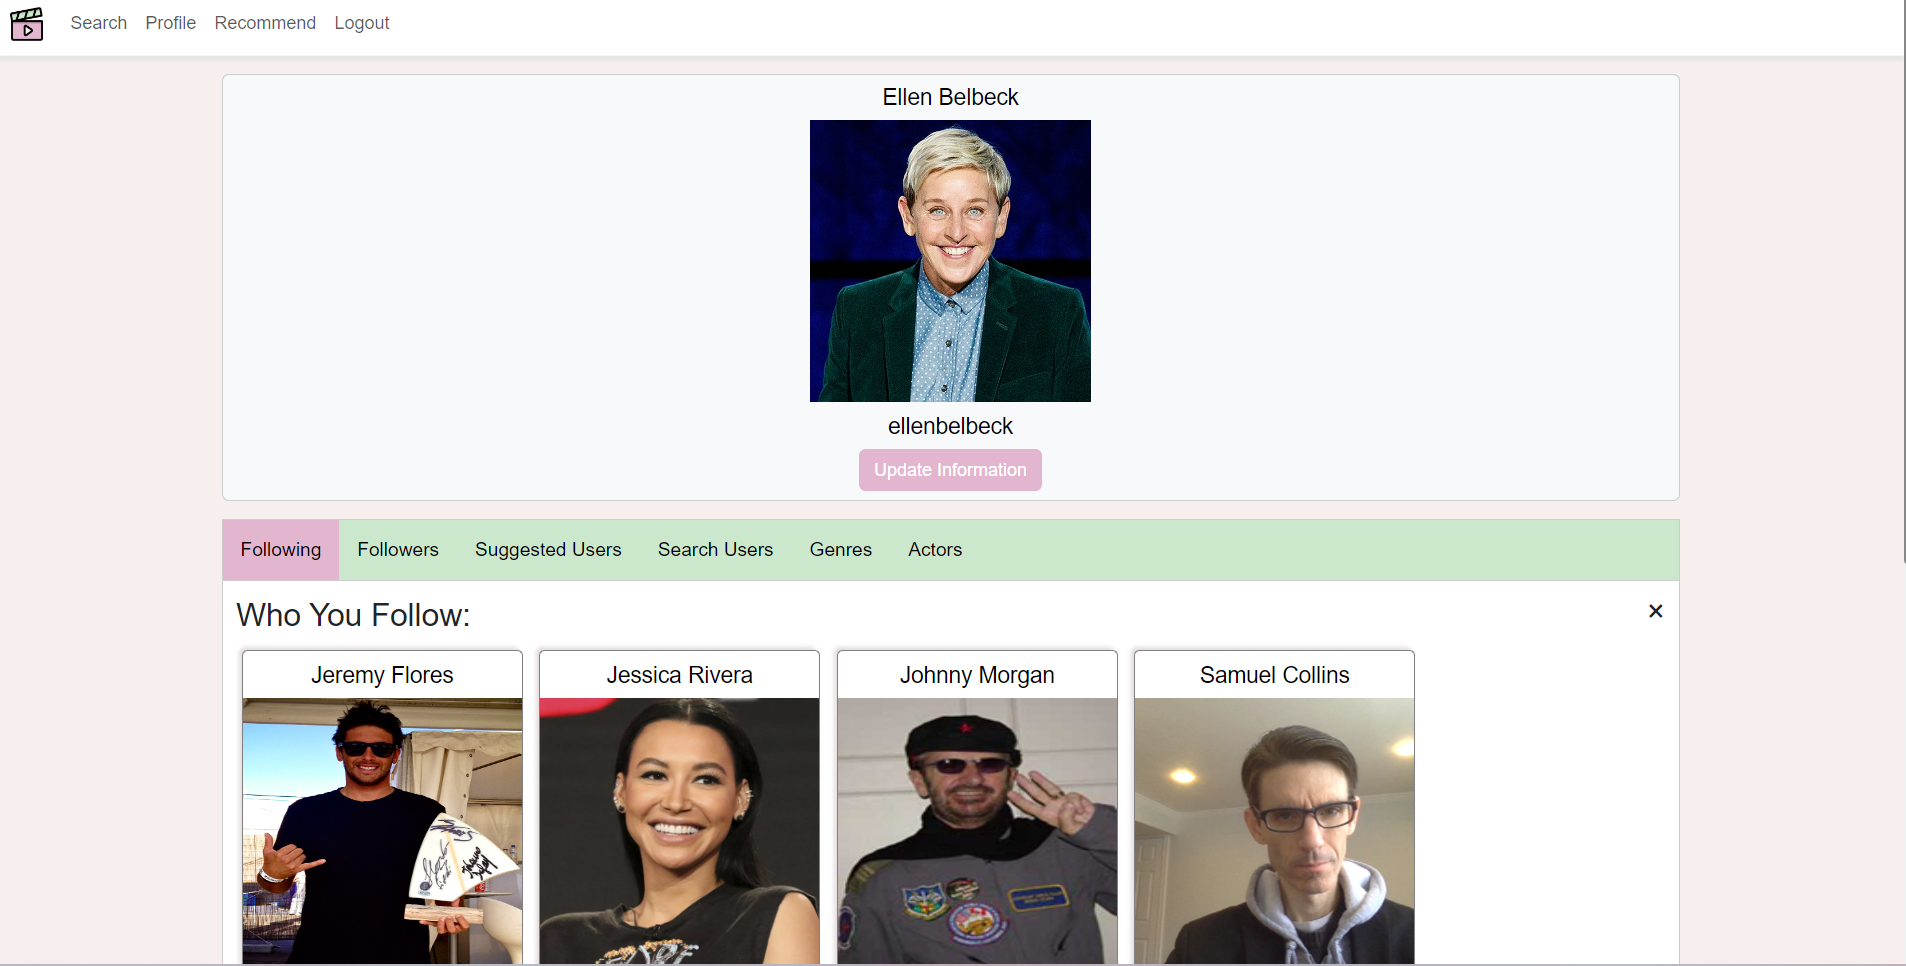 Search Profile Recommend Logout
Ellen Belbeck
ellenbelbeck
Update Information
Following Followers Suggested Users Search Users Genres Actors
Who You Follow:
Jeremy Flores Jessica Rivera Johnny Morgan Samuel Collins